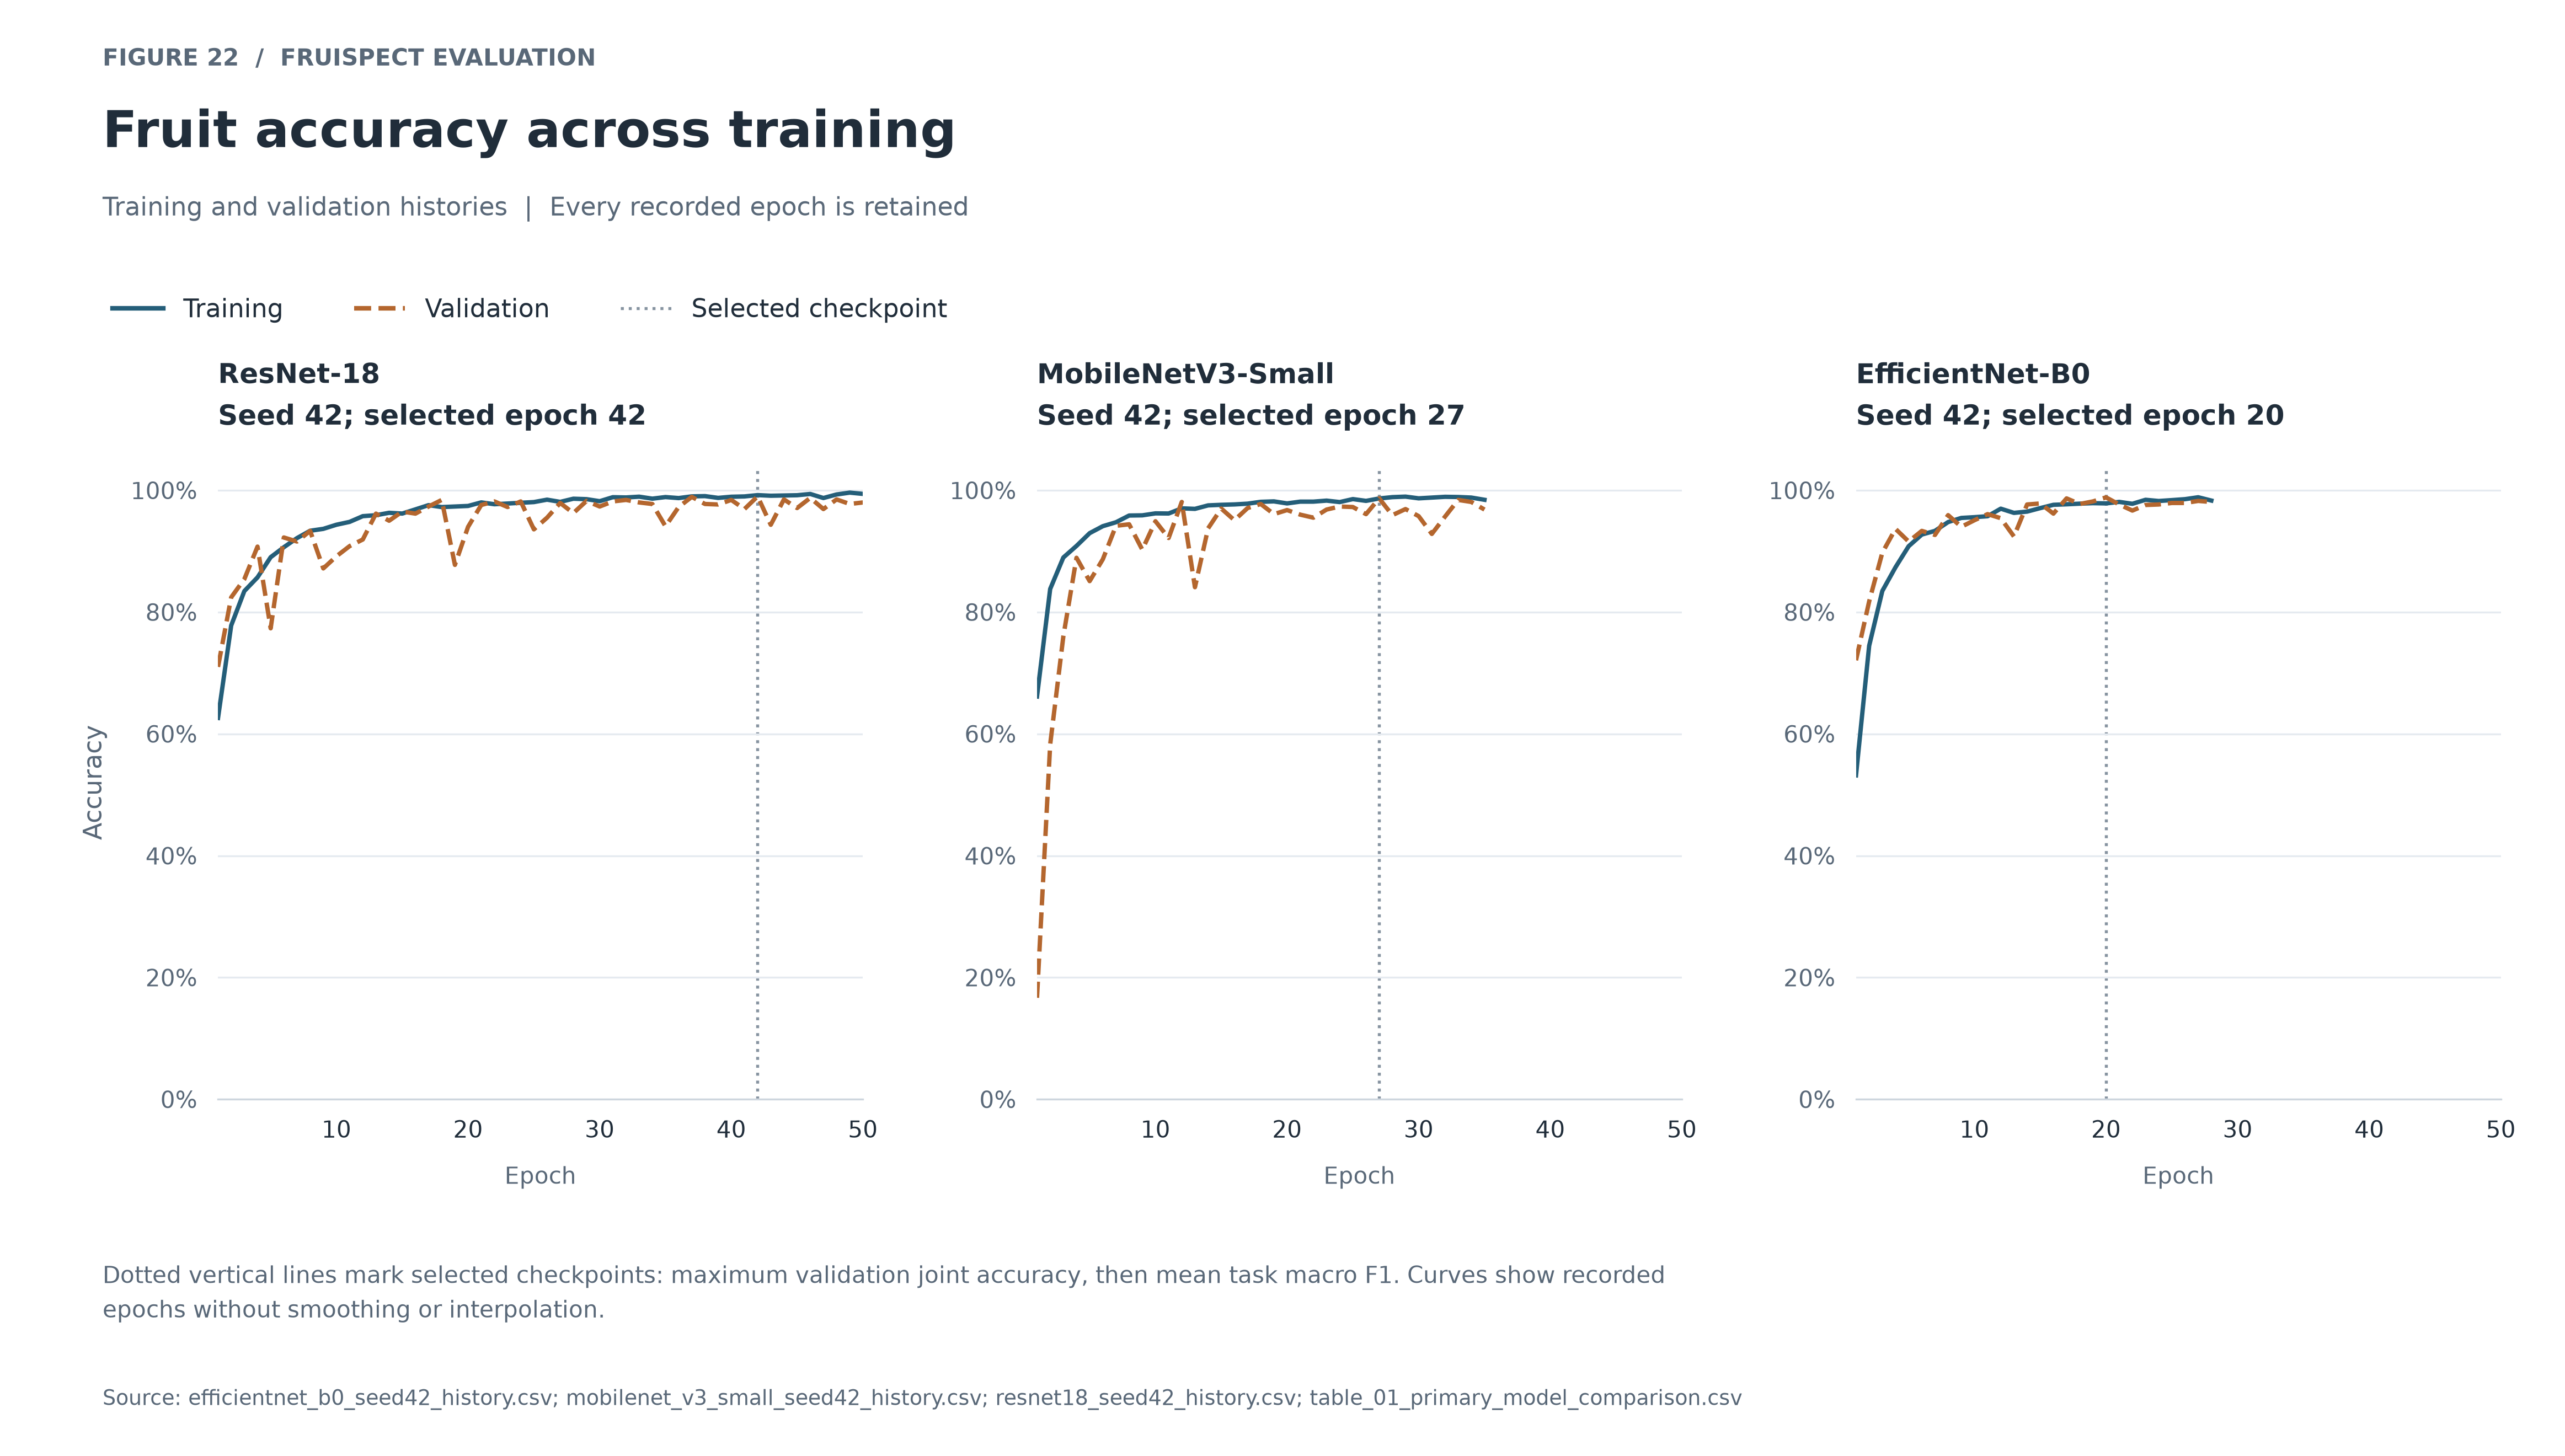 FIGURE 22 / FRUISPECT EVALUATION
Fruit accuracy across training
Training and validation histories | Every recorded epoch is retained
Training
Validation
Selected checkpoint
ResNet-18
Seed 42; selected epoch 42
MobileNetV3-Small
Seed 42; selected epoch 27
EfficientNet-B0
Seed 42; selected epoch 20
Accuracy
100%
80%
60%
40%
20%
0%
10 20 30 40 50
Epoch
100%
80%
60%
40%
20%
0%
10 20 30 40 50
Epoch
100%
80%
60%
40%
20%
0%
10 20 30 40 50
Epoch
Dotted vertical lines mark selected checkpoints: maximum validation joint accuracy, then mean task macro F1. Curves show recorded
epochs without smoothing or interpolation.
Source: efficientnet_b0_seed42_history.csv; mobilenet_v3_small_seed42_history.csv; resnet18_seed42_history.csv; table_01_primary_model_comparison.csv